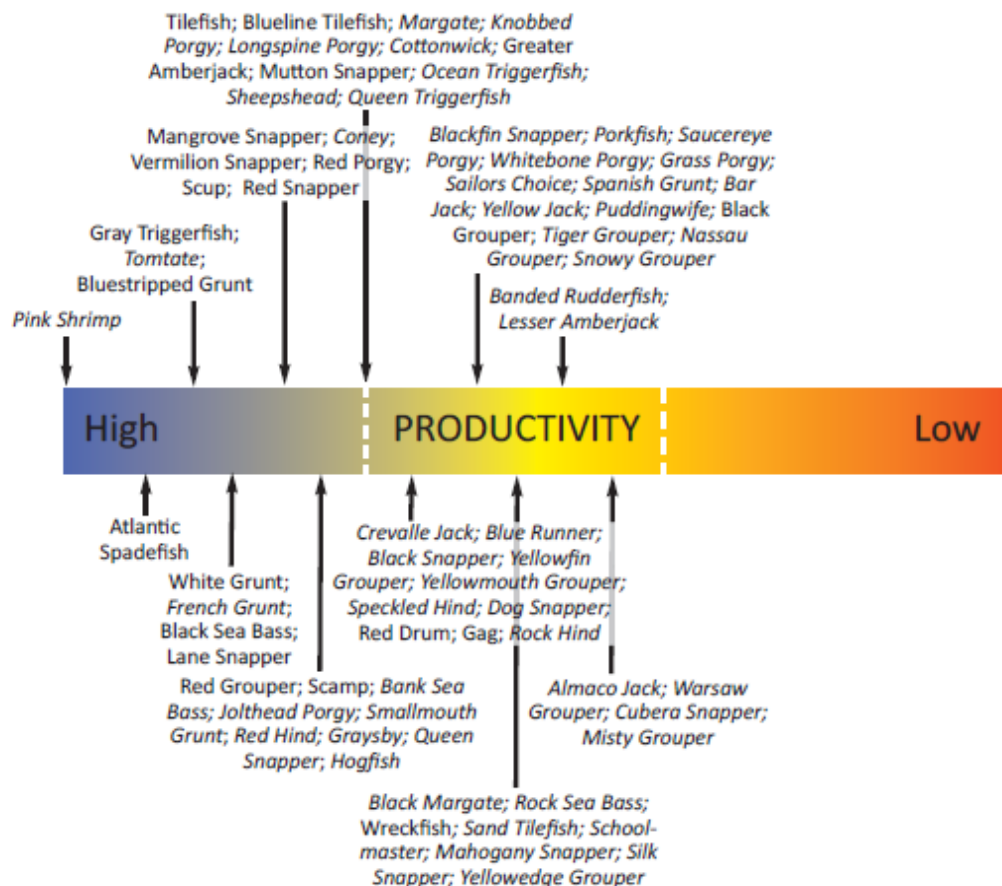 Tilefish; Blueline Tilefish; Margate; Knobbed
Porgy; Longspine Porgy; Cottonwick; Greater
Amberjack; Mutton Snapper; Ocean Triggerfish;
Sheepshead; Queen Triggerfish
Mangrove Snapper; Coney;
Vermilion Snapper; Red Porgy;
Scup; Red Snapper
Blackfin Snapper; Porkfish; Saucereye
Porgy; Whitebone Porgy; Grass Porgy;
Sailors Choice; Spanish Grunt; Bar
Jack; Yellow Jack; Puddingwife; Black
Grouper; Tiger Grouper; Nassau
Grouper; Snowy Grouper
Gray Triggerfish;
Tomtate;
Bluestripped Grunt
Banded Rudderfish;
Lesser Amberjack
Pink Shrimp
High
PRODUCTIVITY
Low
Atlantic
Spadefish
White Grunt;
French Grunt;
Black Sea Bass;
Lane Snapper
Crevalle Jack; Blue Runner;
Black Snapper; Yellowfin
Grouper; Yellowmouth Grouper;
Speckled Hind; Dog Snapper;
Red Drum; Gag; Rock Hind
Red Grouper; Scamp; Bank Sea
Bass; Jolthead Porgy; Smallmouth
Grunt; Red Hind; Graysby; Queen
Snapper; Hogfish
Almaco Jack; Warsaw
Grouper; Cubera Snapper;
Misty Grouper
Black Margate; Rock Sea Bass;
Wreckfish; Sand Tilefish; School-
master; Mahogany Snapper; Silk
Snapper; Yellowedge Grouper